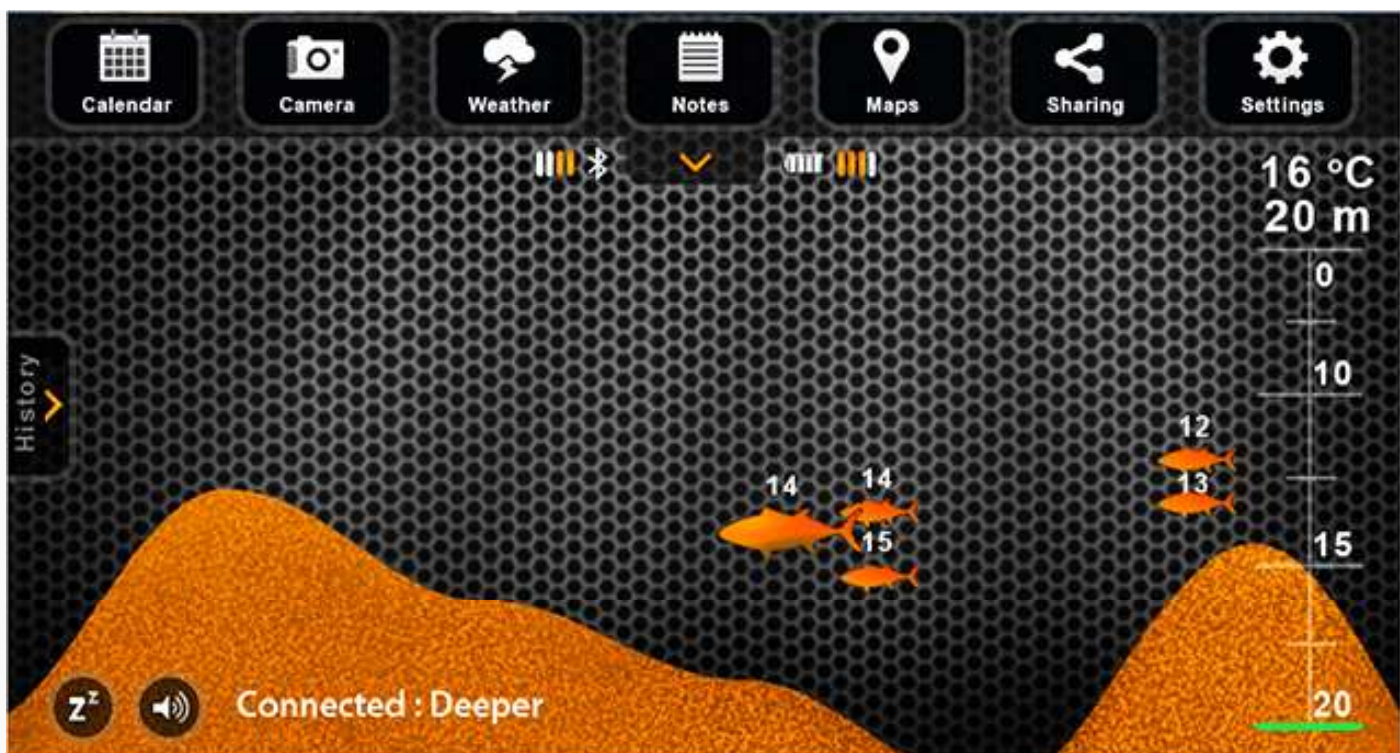 Calendar
Camera
Weather
Notes
Maps
Sharing
Settings
16 °C
20 m
0
10
15
20
History
12
13
14
14
15
Zz
Connected : Deeper